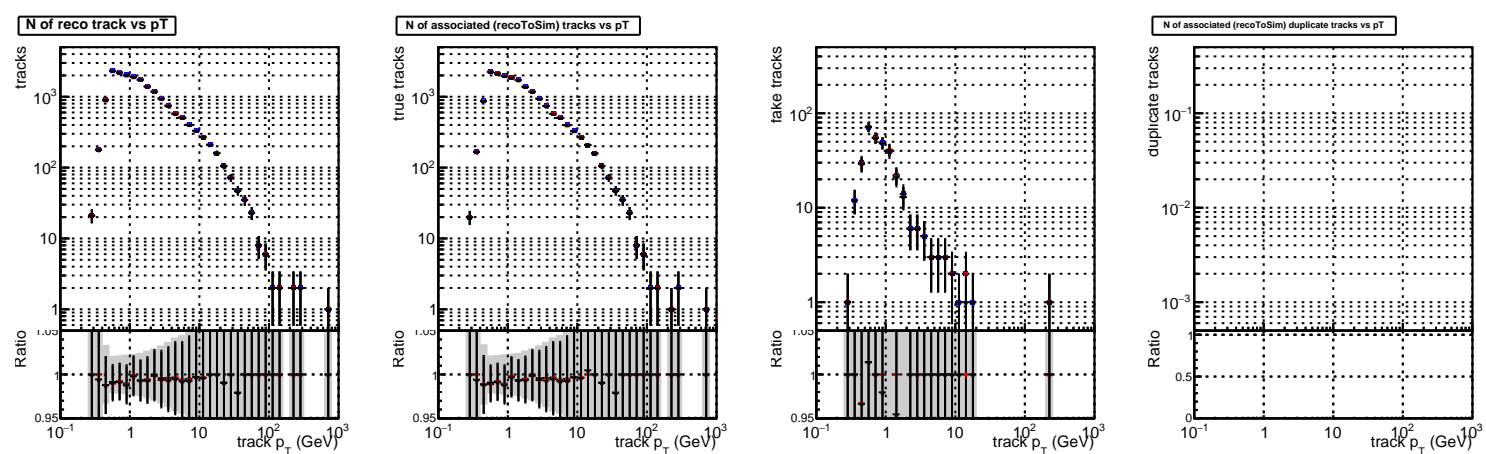 N of reco track vs pT
tracks
10³
10²
10
1
1.05
Ratio
1
0.95
10⁻¹ 1 10 10² 10³
track p_T (GeV)
N of associated (recoToSim) tracks vs pT
true tracks
10³
10²
10
1
1.05
Ratio
1
0.95
10⁻¹ 1 10 10² 10³
track p_T (GeV)
fake tracks
10²
10
1
1.05
Ratio
1
0.95
10⁻¹ 1 10 10² 10³
track p_T (GeV)
N of associated (recoToSim) duplicate tracks vs pT
duplicate tracks
10⁻¹
10⁻²
10⁻³
Ratio
1
0.5
0
10⁻¹ 1 10 10² 10³
track p_T (GeV)